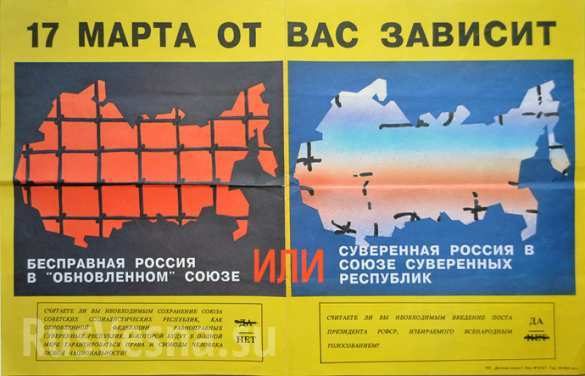 17 МАРТА ОТ ВАС ЗАВИСИТ
БЕСПРАВНАЯ РОССИЯ
В "ОБНОВЛЕННОМ" СОЮЗЕ
ИЛИ
СУВЕРЕННАЯ РОССИЯ В
СОЮЗЕ СУВЕРЕННЫХ
РЕСПУБЛИК
СЧИТАЕТЕ ЛИ ВЫ НЕОБХОДИМЫМ СОХРАНЕНИЕ СОЮЗА
СОВЕТСКИХ СОЦИАЛИСТИЧЕСКИХ РЕСПУБЛИК, КАК
ОБНОВЛЕННОЙ ФЕДЕРАЦИИ РАВНОПРАВНЫХ
СУВЕРЕННЫХ РЕСПУБЛИК, В КОТОРОЙ БУДУТ В ПОЛНОЙ
МЕРЕ ГАРАНТИРОВАТЬСЯ ПРАВА И СВОБОДЫ ЧЕЛОВЕКА
ЛЮБОЙ НАЦИОНАЛЬНОСТИ?
ДА
НЕТ
СЧИТАЕТЕ ЛИ ВЫ НЕОБХОДИМЫМ ВВЕДЕНИЕ ПОСТА
ПРЕЗИДЕНТА РСФСР, ИЗБИРАЕМОГО ВСЕНАРОДНЫМ
ГОЛОСОВАНИЕМ?
ДА
НЕТ
RusVesna.su